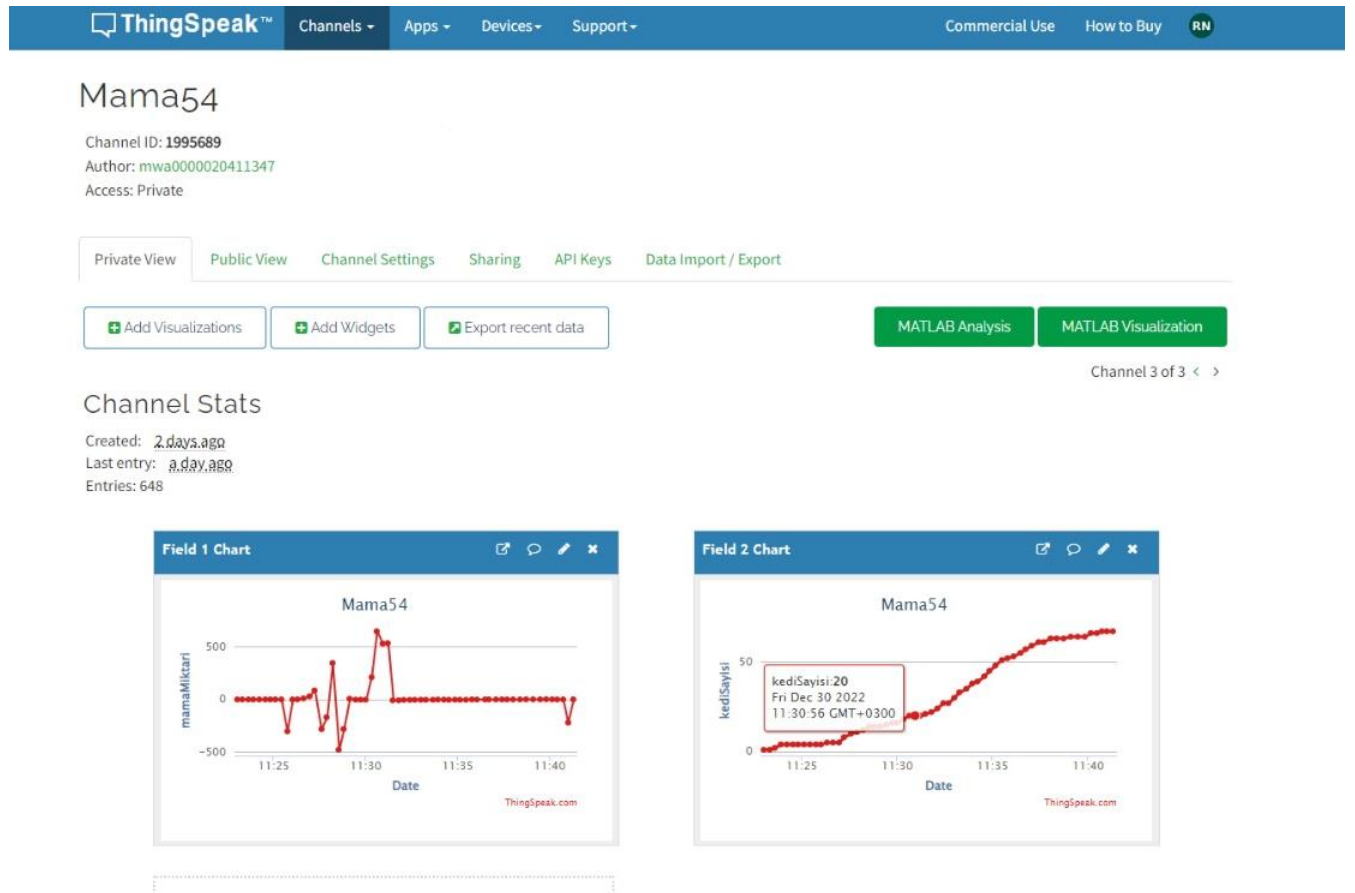 ThingSpeak™ Channels Apps Devices Support Commercial Use How to Buy RN
Mama54
Channel ID: 1995689
Author: mwa0000020411347
Access: Private
Private View Public View Channel Settings Sharing API Keys Data Import / Export
Add Visualizations Add Widgets Export recent data MATLAB Analysis MATLAB Visualization
Channel 3 of 3 < >
Channel Stats
Created: 2 days ago
Last entry: a day ago
Entries: 648
Field 1 Chart
Mama54
mamaMiktari
500
0
-500
11:25 11:30 11:35 11:40
Date
ThingSpeak.com
Field 2 Chart
Mama54
kediSayisi
50
0
kediSayisi:20
Fri Dec 30 2022
11:30:56 GMT+0300
11:25 11:30 11:35 11:40
Date
ThingSpeak.com